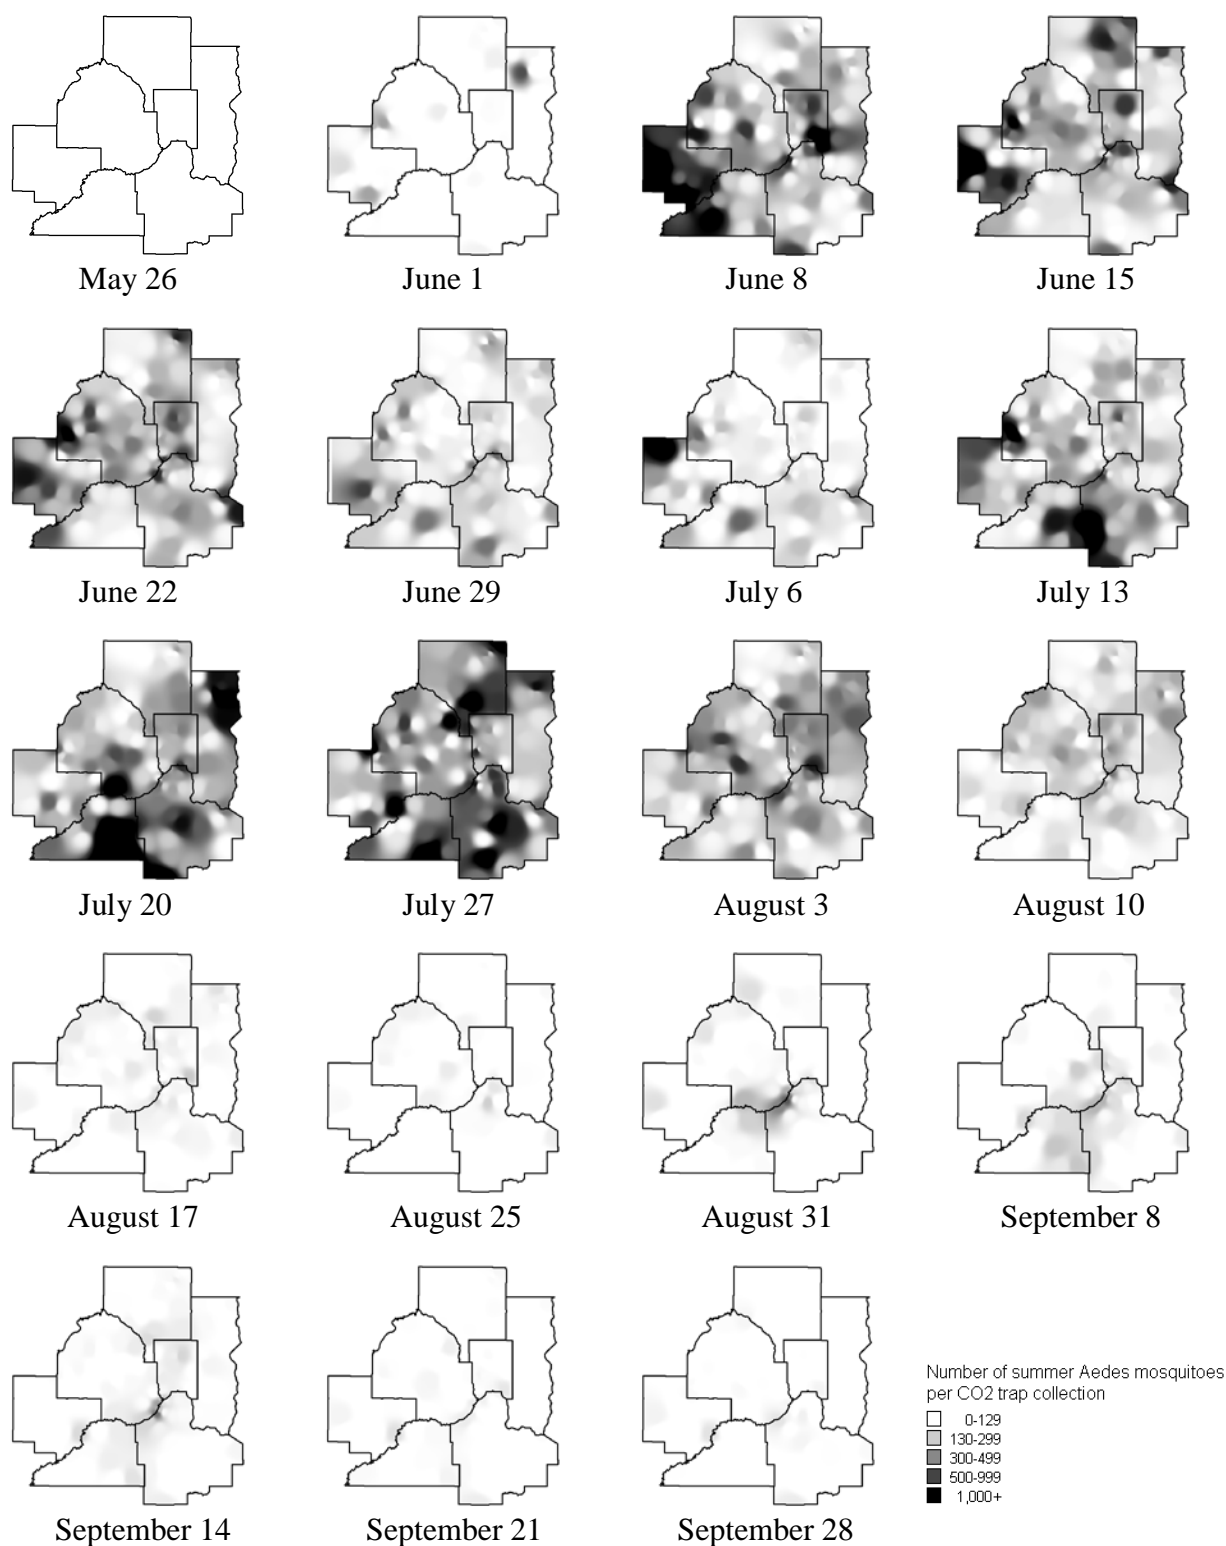 May 26
June 1
June 8
June 15
June 22
June 29
July 6
July 13
July 20
July 27
August 3
August 10
August 17
August 25
August 31
September 8
September 14
September 21
September 28
Number of summer Aedes mosquitoes
per CO2 trap collection
0-129
130-299
300-499
500-999
1,000+